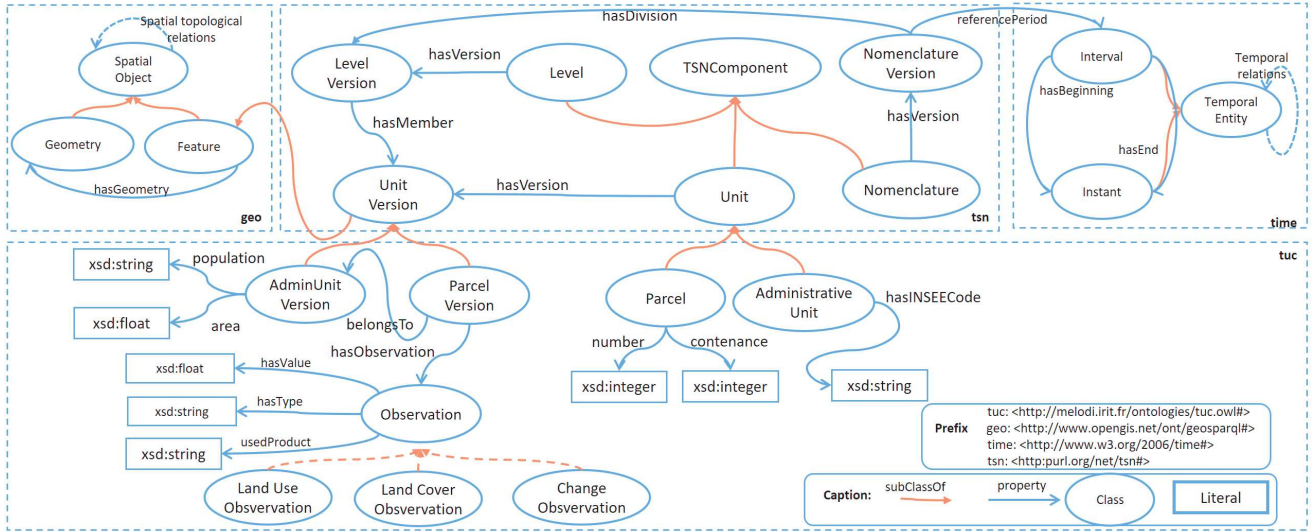 Spatial topological
relations
Spatial
Object
Geometry
Feature
hasGeometry
geo
hasDivision
Level
Version
hasVersion
Level
TSNComponent
Nomenclature
Version
hasMember
hasVersion
Unit
Version
hasVersion
Unit
Nomenclature
tsn
referencePeriod
Interval
Temporal
relations
hasBeginning
Temporal
Entity
hasEnd
Instant
time
tuc
xsd:string
population
AdminUnit
Version
Parcel
Version
xsd:float
area
belongsTo
hasObservation
Parcel
Administrative
Unit
hasINSEECode
number
contenance
xsd:integer
xsd:integer
xsd:string
xsd:float
hasValue
xsd:string
hasType
Observation
xsd:string
usedProduct
Land Use
Obsvervation
Land Cover
Obsvervation
Change
Obsvervation
Prefix
tuc: <http://melodi.irit.fr/ontologies/tuc.owl#>
geo: <http://www.opengis.net/ont/geosparql#>
time: <http://www.w3.org/2006/time#>
tsn: <http:purl.org/net/tsn#>
Caption:
subClassOf
property
Class
Literal